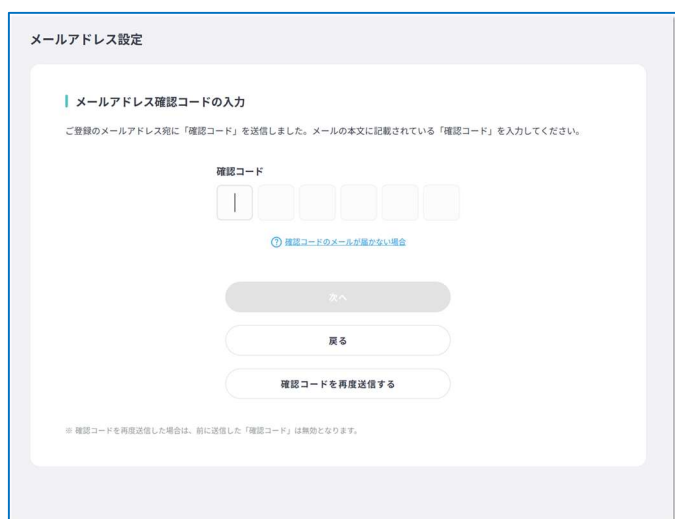 メールアドレス設定
メールアドレス確認コードの入力
ご登録のメールアドレス宛に「確認コード」を送信しました。メールの本文に記載されている「確認コード」を入力してください。
確認コード
? 確認コードのメールが届かない場合
次へ
戻る
確認コードを再度送信する
※ 確認コードを再度送信した場合は、前に送信した「確認コード」は無効となります。